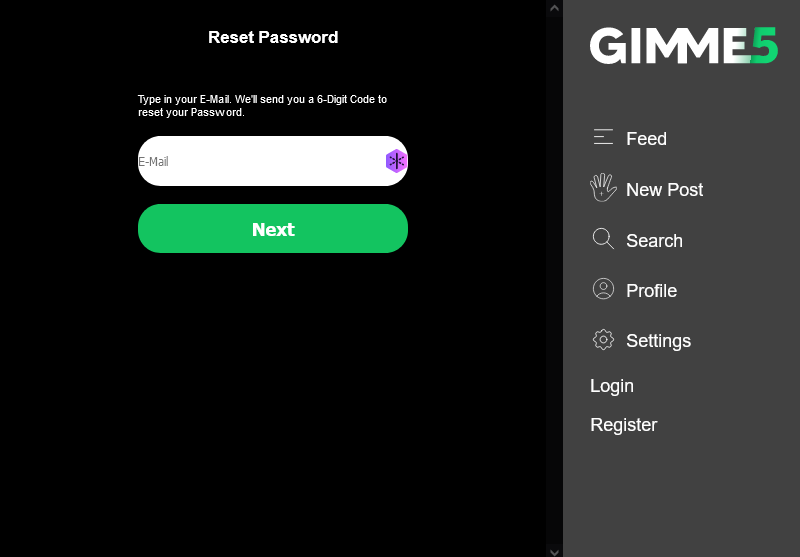 Reset Password
Type in your E-Mail. We'll send you a 6-Digit Code to
reset your Password.
E-Mail
Next
GIMME5
Feed
New Post
Search
Profile
Settings
Login
Register